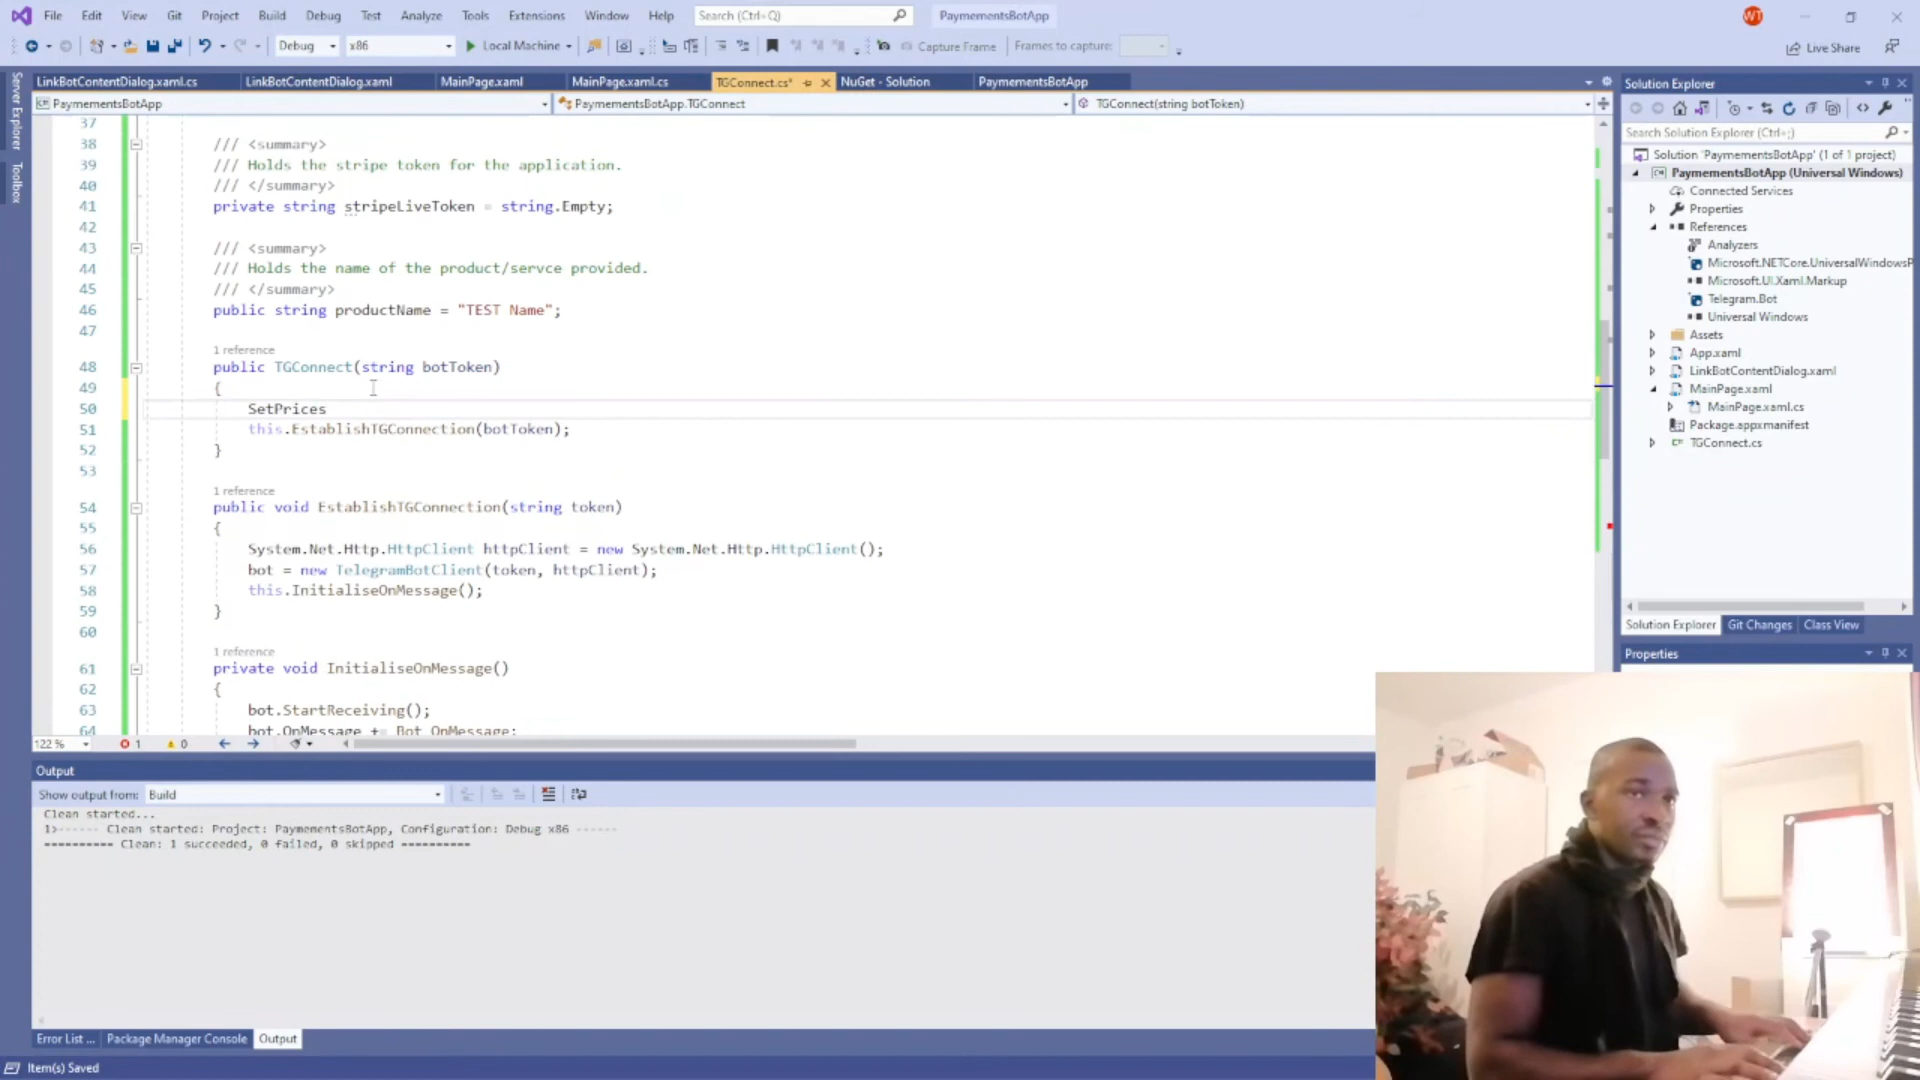 File Edit View Git Project Build Debug Test Analyze Tools Extensions Window Help Search (Ctrl+Q) PaymementsBotApp WT
Debug x86 Local Machine Capture Frame Frames to capture: Live Share
LinkBotContentDialog.xaml.cs LinkBotContentDialog.xaml MainPage.xaml MainPage.xaml.cs TGConnect.cs* NuGet - Solution PaymementsBotApp
PaymementsBotApp PaymementsBotApp.TGConnect TGConnect(string botToken)
Server Explorer
Toolbox
37
38 /// <summary>
39 /// Holds the stripe token for the application.
40 /// </summary>
41 private string stripeLiveToken = string.Empty;
42
43 /// <summary>
44 /// Holds the name of the product/servce provided.
45 /// </summary>
46 public string productName = "TEST Name";
47
1 reference
48 public TGConnect(string botToken)
49 {
50 SetPrices
51 this.EstablishTGConnection(botToken);
52 }
53
1 reference
54 public void EstablishTGConnection(string token)
55 {
56 System.Net.Http.HttpClient httpClient = new System.Net.Http.HttpClient();
57 bot = new TelegramBotClient(token, httpClient);
58 this.InitialiseOnMessage();
59 }
60
1 reference
61 private void InitialiseOnMessage()
62 {
63 bot.StartReceiving();
64 bot.OnMessage += Bot_OnMessage;
122 % 1 0
Output
Show output from: Build
Clean started...
1>------ Clean started: Project: PaymementsBotApp, Configuration: Debug x86 ------
========== Clean: 1 succeeded, 0 failed, 0 skipped ==========
Error List ... Package Manager Console Output
Item(s) Saved
Solution Explorer
Search Solution Explorer (Ctrl+;)
Solution 'PaymementsBotApp' (1 of 1 project)
PaymementsBotApp (Universal Windows)
Connected Services
Properties
References
Analyzers
Microsoft.NETCore.UniversalWindowsP
Microsoft.UI.Xaml.Markup
Telegram.Bot
Universal Windows
Assets
App.xaml
LinkBotContentDialog.xaml
MainPage.xaml
MainPage.xaml.cs
Package.appxmanifest
TGConnect.cs
Solution Explorer Git Changes Class View
Properties